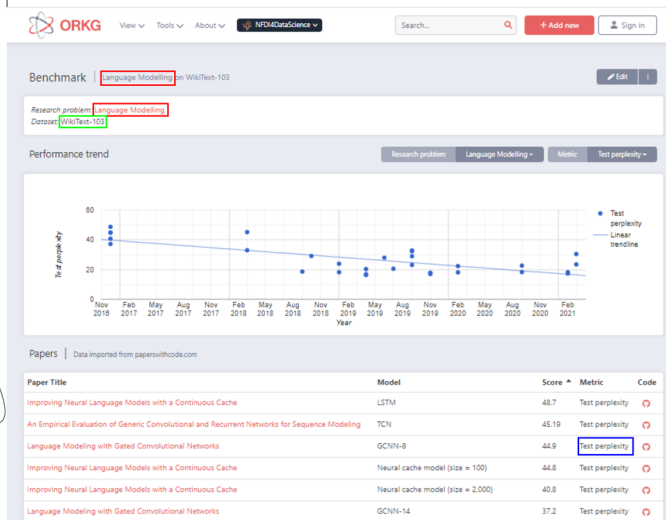 ORKG View Tools About NFDI4DataScience Search... + Add new Sign in
Benchmark Language Modelling on WikiText-103 Edit
Research problem: Language Modelling
Dataset: WikiText-103
Performance trend Research problem Language Modelling Metric Test perplexity
60
40
20
0
Test perplexity
Nov 2016 Feb 2017 May 2017 Aug 2017 Nov 2017 Feb 2018 May 2018 Aug 2018 Nov 2018 Feb 2019 May 2019 Aug 2019 Nov 2019 Feb 2020 May 2020 Aug 2020 Nov 2020 Feb 2021
Year
Test perplexity
Linear trendline
Papers Data imported from paperswithcode.com
Paper Title Model Score Metric Code
Improving Neural Language Models with a Continuous Cache LSTM 48.7 Test perplexity
An Empirical Evaluation of Generic Convolutional and Recurrent Networks for Sequence Modeling TCN 45.19 Test perplexity
Language Modeling with Gated Convolutional Networks GCNN-8 44.9 Test perplexity
Improving Neural Language Models with a Continuous Cache Neural cache model (size = 100) 44.8 Test perplexity
Improving Neural Language Models with a Continuous Cache Neural cache model (size = 2,000) 40.8 Test perplexity
Language Modeling with Gated Convolutional Networks GCNN-14 37.2 Test perplexity